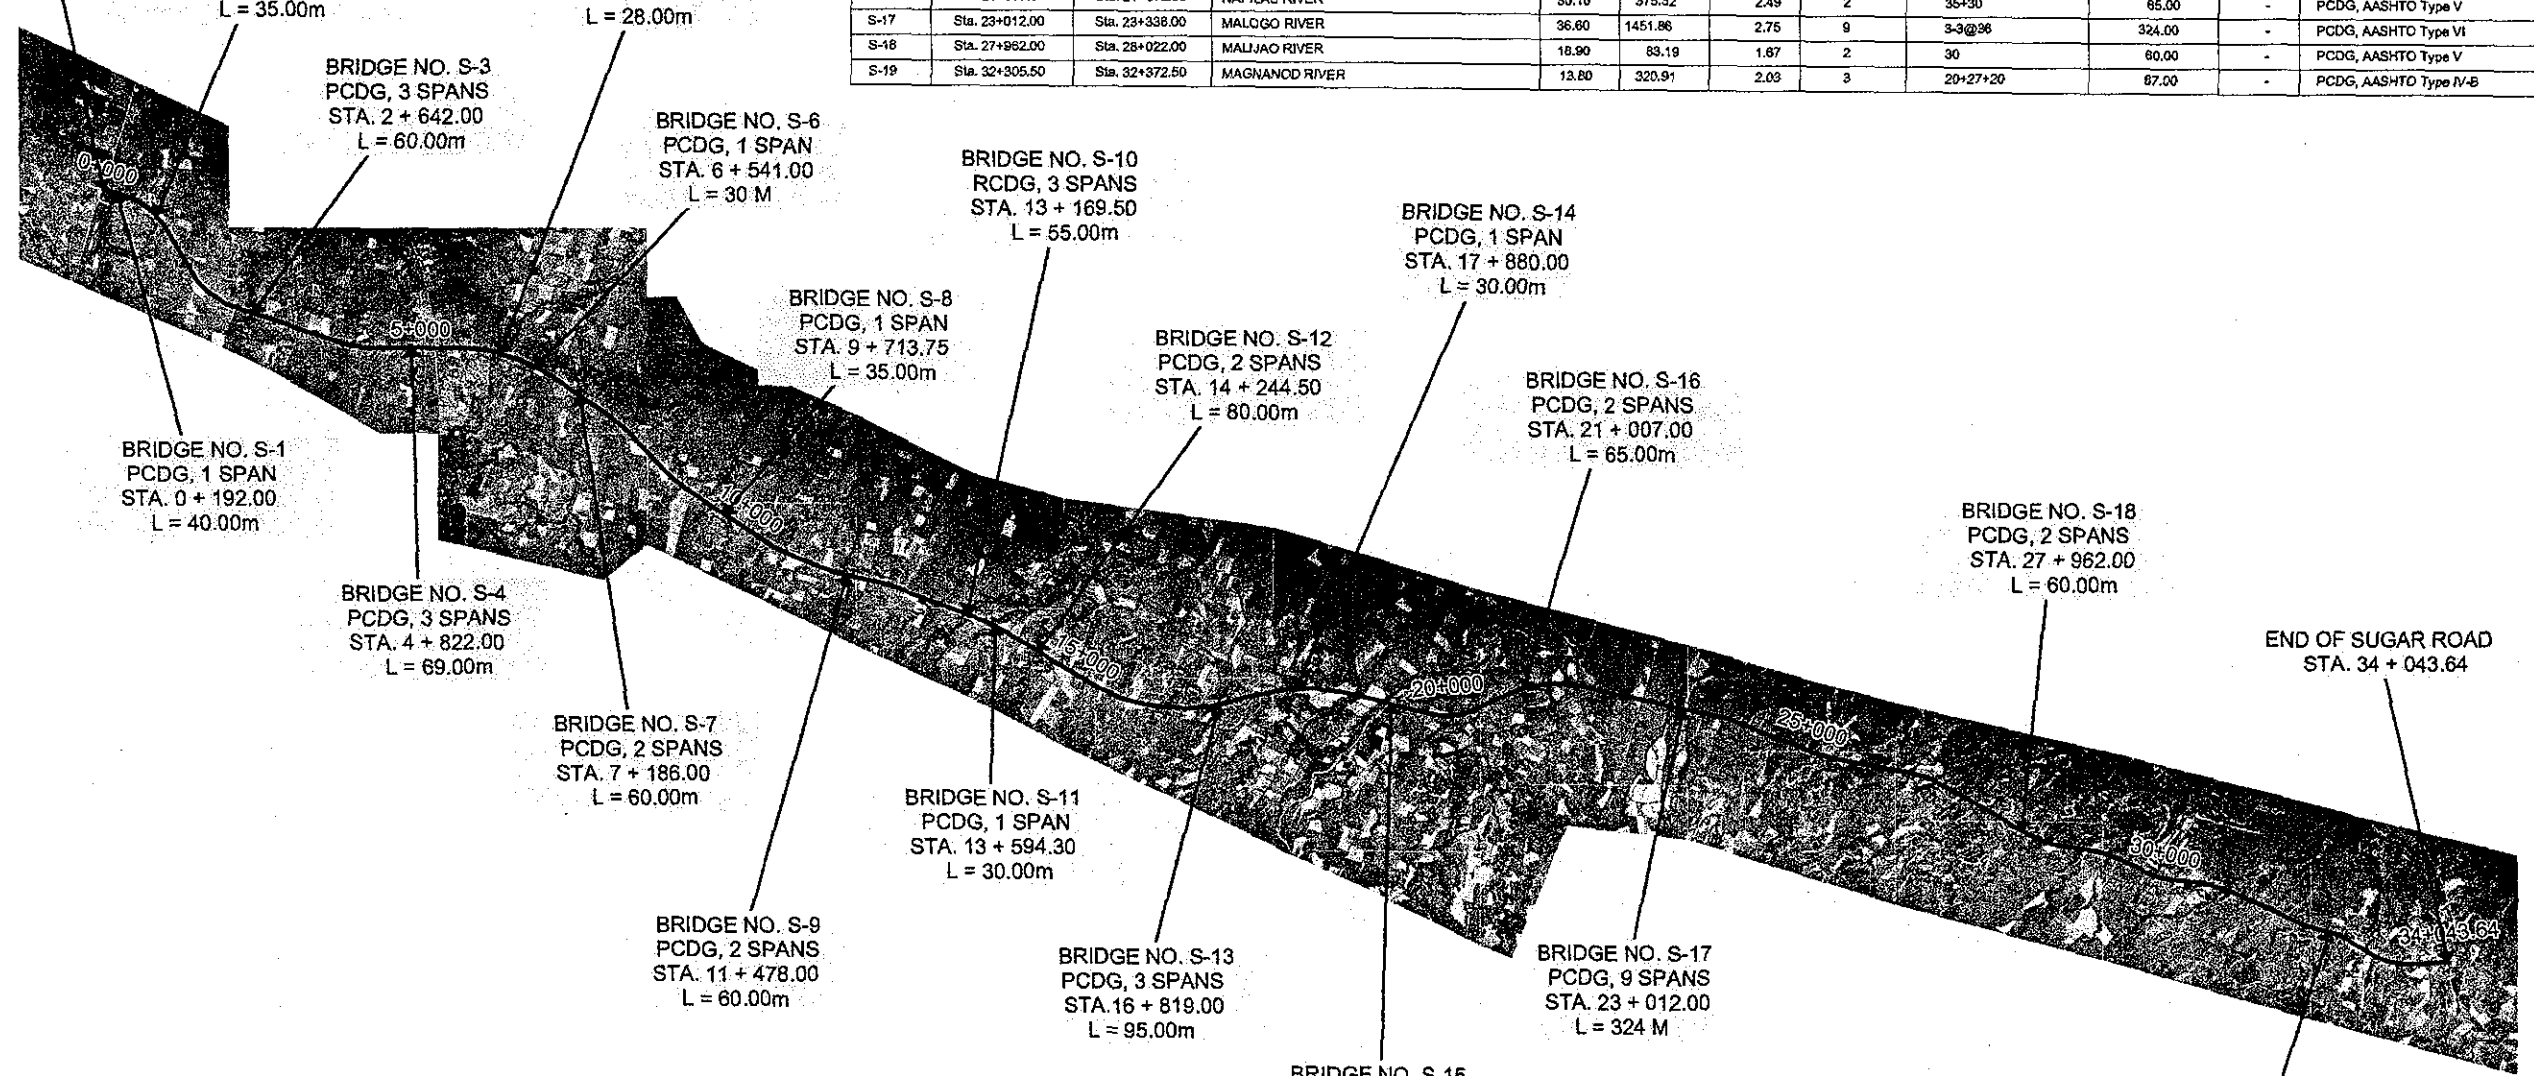 L = 35.00m
L = 28.00m
35+30 65.00 - PCDG, AASHTO Type V
S-17 Sta. 23+012.00 Sta. 23+338.00 MALOGO RIVER 36.60 1451.86 2.75 9 3-3@36 324.00 - PCDG, AASHTO Type VI
S-18 Sta. 27+962.00 Sta. 28+022.00 MALIJAO RIVER 18.90 83.19 1.67 2 30 60.00 - PCDG, AASHTO Type V
S-19 Sta. 32+305.50 Sta. 32+372.50 MAGNANOD RIVER 13.80 320.91 2.03 3 20+27+20 67.00 - PCDG, AASHTO Type IV-B
BRIDGE NO. S-3
PCDG, 3 SPANS
STA. 2 + 642.00
L = 60.00m
BRIDGE NO. S-6
PCDG, 1 SPAN
STA. 6 + 541.00
L = 30 M
BRIDGE NO. S-10
RCDG, 3 SPANS
STA. 13 + 169.50
L = 55.00m
BRIDGE NO. S-14
PCDG, 1 SPAN
STA. 17 + 880.00
L = 30.00m
BRIDGE NO. S-8
PCDG, 1 SPAN
STA. 9 + 713.75
L = 35.00m
BRIDGE NO. S-12
PCDG, 2 SPANS
STA. 14 + 244.50
L = 80.00m
BRIDGE NO. S-16
PCDG, 2 SPANS
STA. 21 + 007.00
L = 65.00m
BRIDGE NO. S-18
PCDG, 2 SPANS
STA. 27 + 962.00
L = 60.00m
END OF SUGAR ROAD
STA. 34 + 043.64
0+000
5+000
10+000
15+000
20+000
25+000
30+000
34+043.64
BRIDGE NO. S-1
PCDG, 1 SPAN
STA. 0 + 192.00
L = 40.00m
BRIDGE NO. S-4
PCDG, 3 SPANS
STA. 4 + 822.00
L = 69.00m
BRIDGE NO. S-7
PCDG, 2 SPANS
STA. 7 + 186.00
L = 60.00m
BRIDGE NO. S-11
PCDG, 1 SPAN
STA. 13 + 594.30
L = 30.00m
BRIDGE NO. S-9
PCDG, 2 SPANS
STA. 11 + 478.00
L = 60.00m
BRIDGE NO. S-13
PCDG, 3 SPANS
STA.16 + 819.00
L = 95.00m
BRIDGE NO. S-17
PCDG, 9 SPANS
STA. 23 + 012.00
L = 324 M
BRIDGE NO. S-15